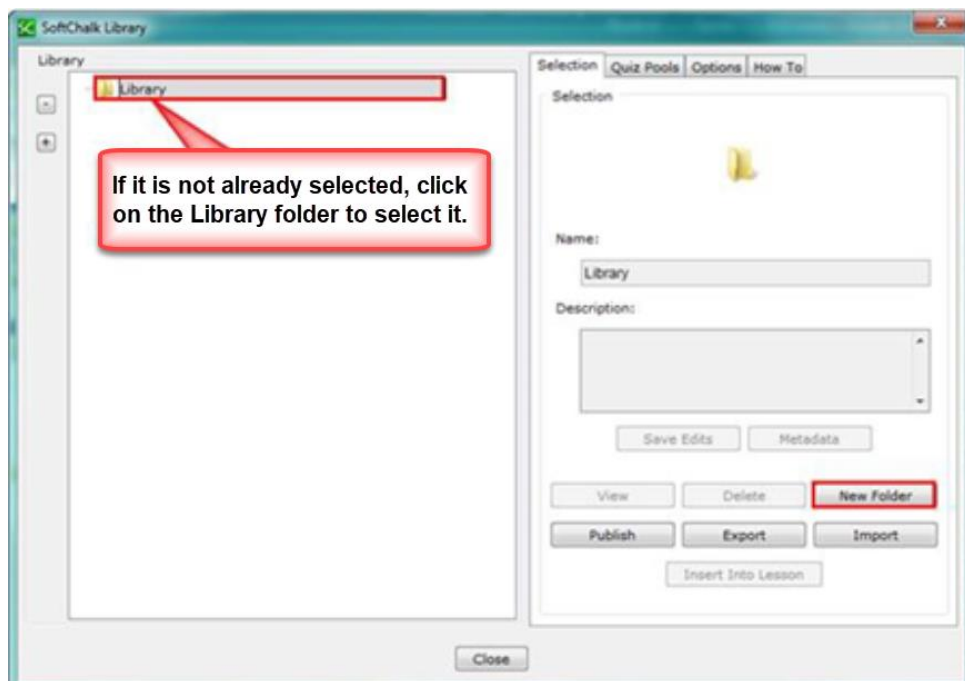 SoftChalk Library
Library
Library
If it is not already selected, click
on the Library folder to select it.
Selection Quiz Pools Options How To
Selection
Name:
Library
Description:
Save Edits Metadata
View Delete New Folder
Publish Export Import
Insert Into Lesson
Close